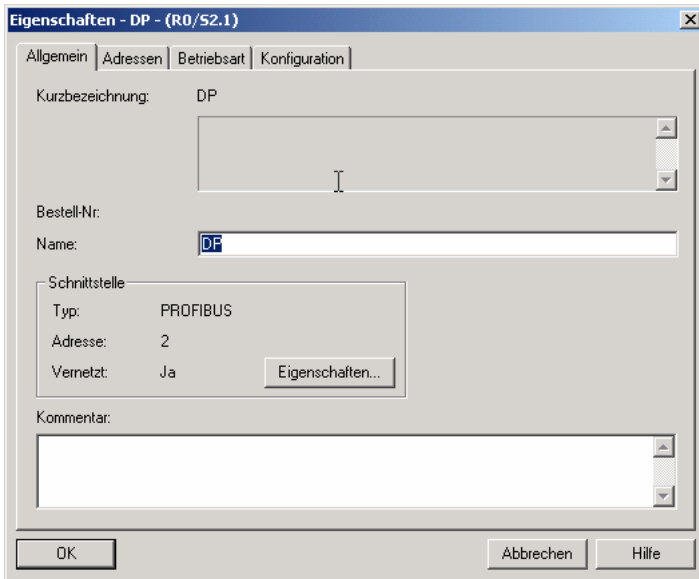 Eigenschaften - DP - (R0/S2.1)
Allgemein Adressen Betriebsart Konfiguration
Kurzbezeichnung: DP
Bestell-Nr:
Name: DP
Schnittstelle
Typ: PROFIBUS
Adresse: 2
Vernetzt: Ja Eigenschaften...
Kommentar:
OK Abbrechen Hilfe